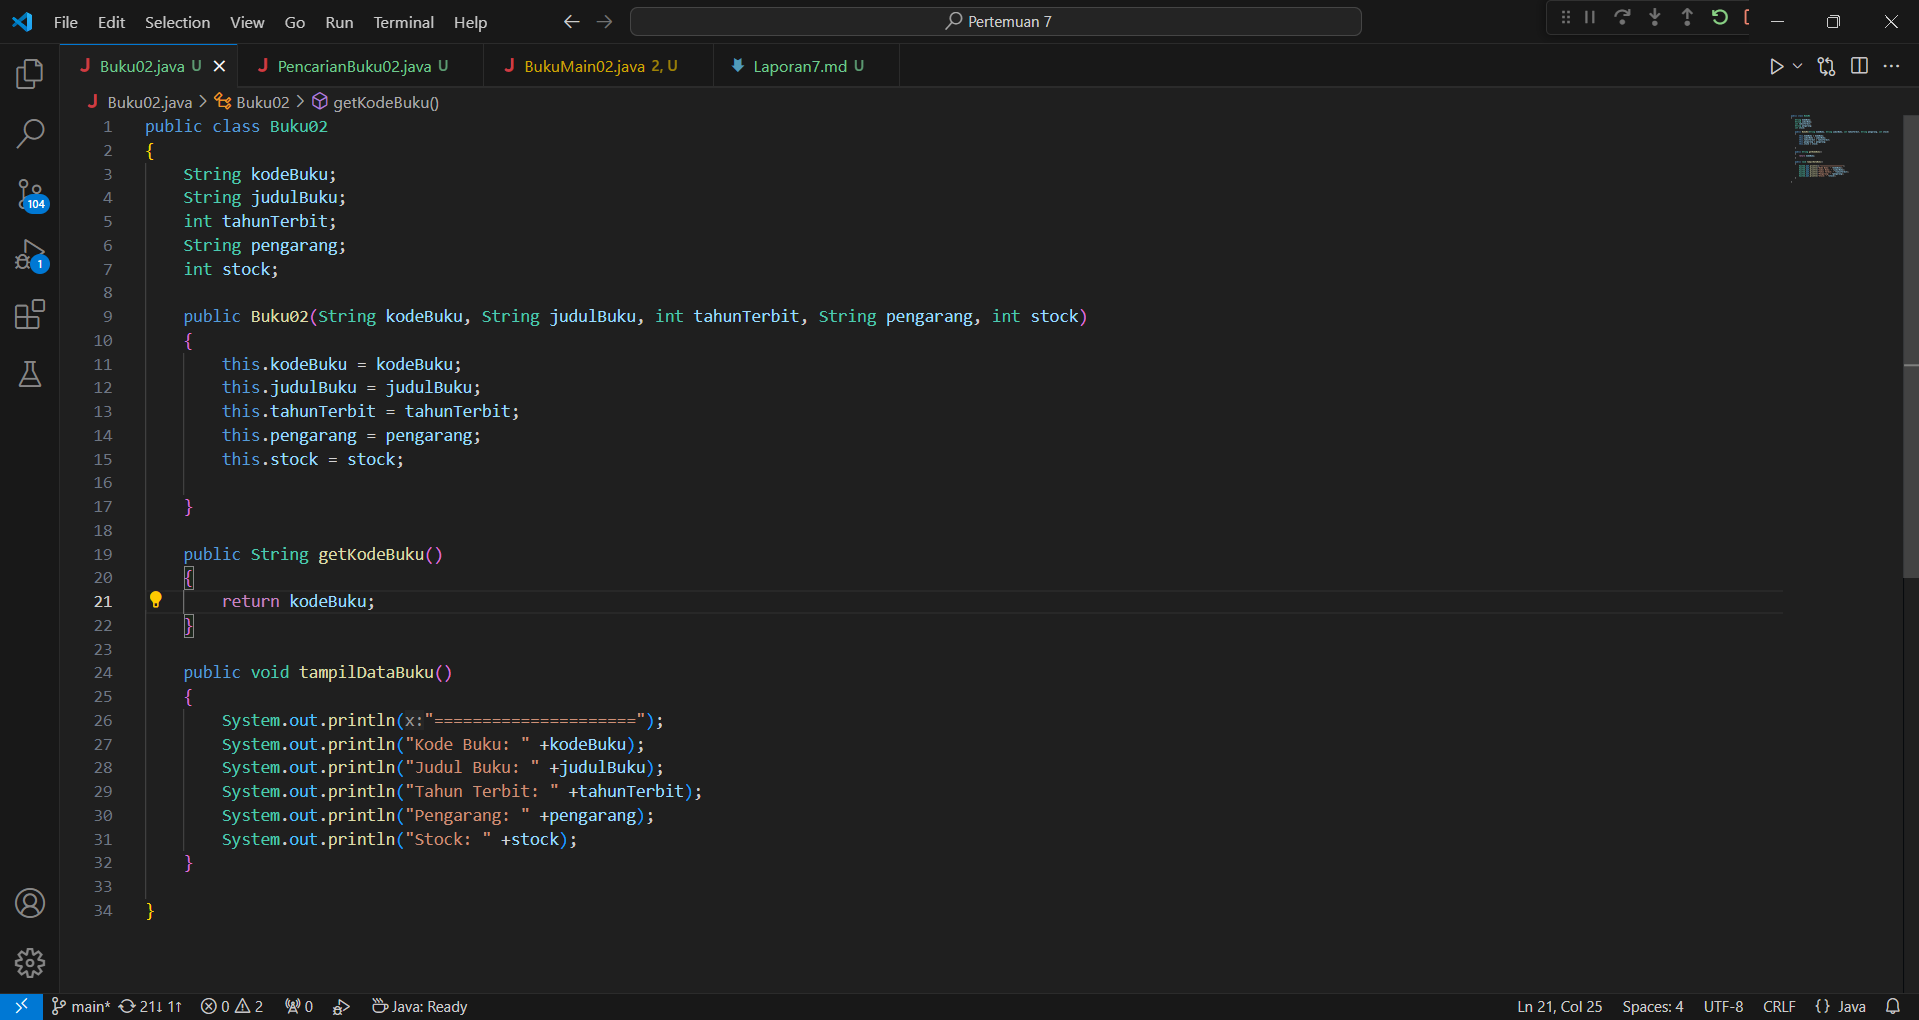 File Edit Selection View Go Run Terminal Help
Pertemuan 7
Buku02.java U
PencarianBuku02.java U
BukuMain02.java 2, U
Laporan7.md U
Buku02.java > Buku02 > getKodeBuku()
1 public class Buku02
2 {
3 String kodeBuku;
4 String judulBuku;
5 int tahunTerbit;
6 String pengarang;
7 int stock;
8
9 public Buku02(String kodeBuku, String judulBuku, int tahunTerbit, String pengarang, int stock)
10 {
11 this.kodeBuku = kodeBuku;
12 this.judulBuku = judulBuku;
13 this.tahunTerbit = tahunTerbit;
14 this.pengarang = pengarang;
15 this.stock = stock;
16
17 }
18
19 public String getKodeBuku()
20 {
21 return kodeBuku;
22 }
23
24 public void tampilDataBuku()
25 {
26 System.out.println(x:"=====================");
27 System.out.println("Kode Buku: " +kodeBuku);
28 System.out.println("Judul Buku: " +judulBuku);
29 System.out.println("Tahun Terbit: " +tahunTerbit);
30 System.out.println("Pengarang: " +pengarang);
31 System.out.println("Stock: " +stock);
32 }
33
34 }
104
1
main* 21↓ 1↑ 0 2 0 Java: Ready
Ln 21, Col 25 Spaces: 4 UTF-8 CRLF {} Java